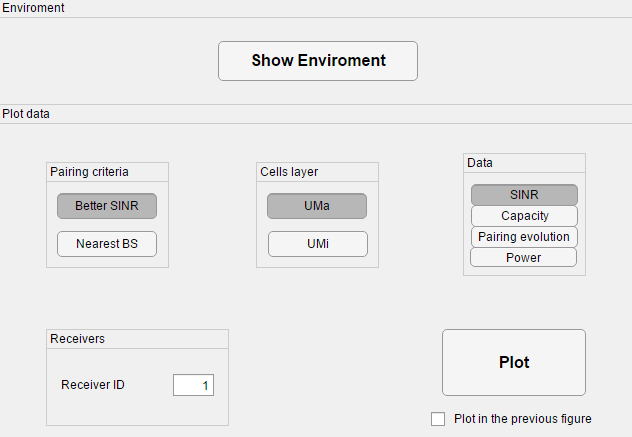 Enviroment
Show Enviroment
Plot data
Pairing criteria
Better SINR
Nearest BS
Cells layer
UMa
UMi
Data
SINR
Capacity
Pairing evolution
Power
Receivers
Receiver ID 1
Plot
Plot in the previous figure